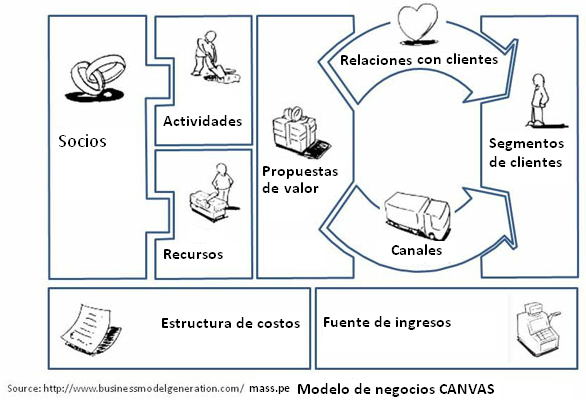 Socios
Actividades
Recursos
Propuestas
de valor
Relaciones con clientes
Canales
Segmentos
de clientes
Estructura de costos
Fuente de ingresos
Source: http://www.businessmodelgeneration.com/ mass.pe Modelo de negocios CANVAS